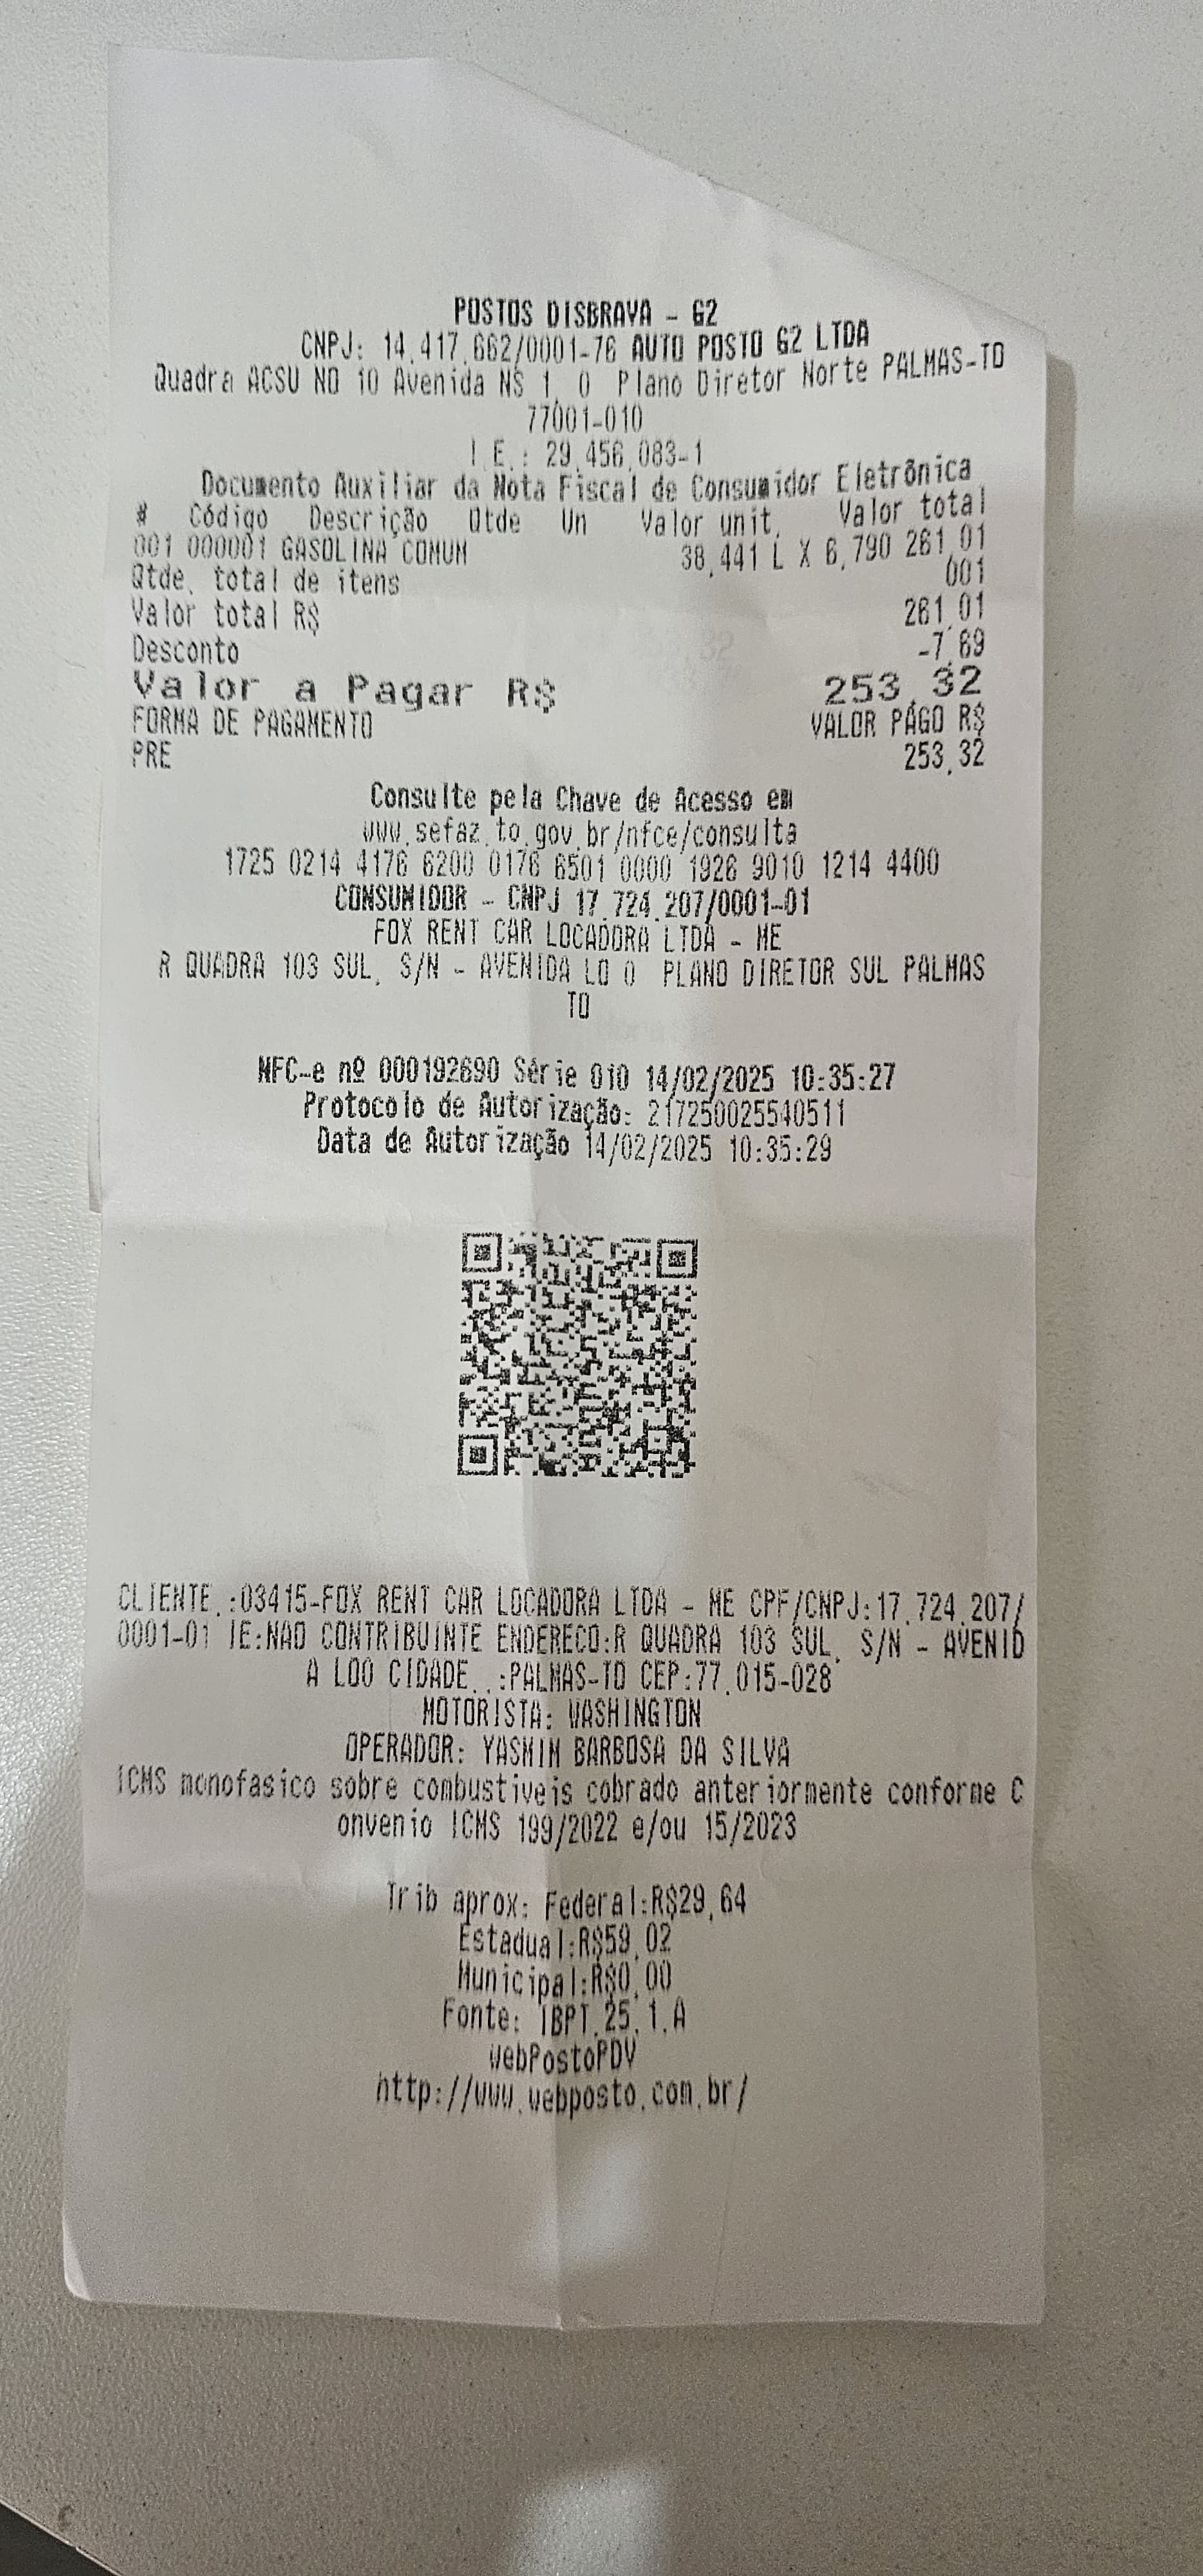 POSTOS DISBRAVA - G2
CNPJ: 14.417.662/0001-76 AUTO POSTO G2 LTDA
Quadra ACSU NO 10 Avenida NS 1, 0 Plano Diretor Norte PALMAS-TO
77001-010
I.E.: 29.456.083-1
Documento Auxiliar da Nota Fiscal de Consumidor Eletrônica
# Código Descrição Qtde Un Valor unit. Valor total
001 000001 GASOLINA COMUM 38,441 L X 6,790 261,01
Qtde. total de itens 001
Valor total R$ 261,01
Desconto -7,69
Valor a Pagar R$ 253,32
FORMA DE PAGAMENTO VALOR PAGO R$
PRE 253,32
Consulte pela Chave de Acesso em
www.sefaz.to.gov.br/nfce/consulta
1725 0214 4176 6200 0176 6501 0000 1926 9010 1214 4400
CONSUMIDOR - CNPJ 17.724.207/0001-01
FOX RENT CAR LOCADORA LTDA - ME
R QUADRA 103 SUL, S/N - AVENIDA LO 0 PLANO DIRETOR SUL PALMAS
TO
NFC-e nº 000192690 Série 010 14/02/2025 10:35:27
Protocolo de Autorização: 217250025540511
Data de Autorização 14/02/2025 10:35:29
CLIENTE.:03415-FOX RENT CAR LOCADORA LTDA - ME CPF/CNPJ:17.724.207/
0001-01 IE:NAO CONTRIBUINTE ENDERECO:R QUADRA 103 SUL, S/N - AVENID
A LO0 CIDADE..:PALMAS-TO CEP:77.015-028
MOTORISTA: WASHINGTON
OPERADOR: YASMIM BARBOSA DA SILVA
ICMS monofasico sobre combustiveis cobrado anteriormente conforme C
onvenio ICMS 199/2022 e/ou 15/2023
Trib aprox: Federal:R$29,64
Estadual:R$59,02
Municipal:R$0,00
Fonte: IBPT.25.1.A
WebPostoPDV
http://www.webposto.com.br/